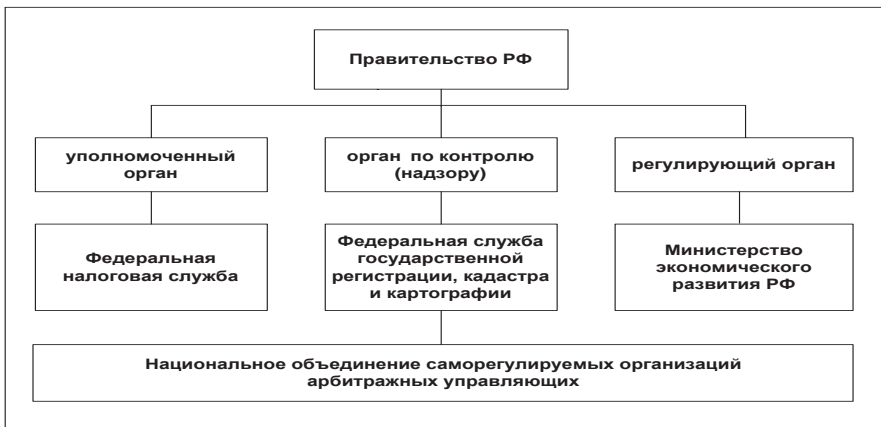 Правительство РФ
уполномоченный
орган
орган по контролю
(надзору)
регулирующий орган
Федеральная
налоговая служба
Федеральная служба
государственной
регистрации, кадастра
и картографии
Министерство
экономического
развития РФ
Национальное объединение саморегулируемых организаций
арбитражных управляющих